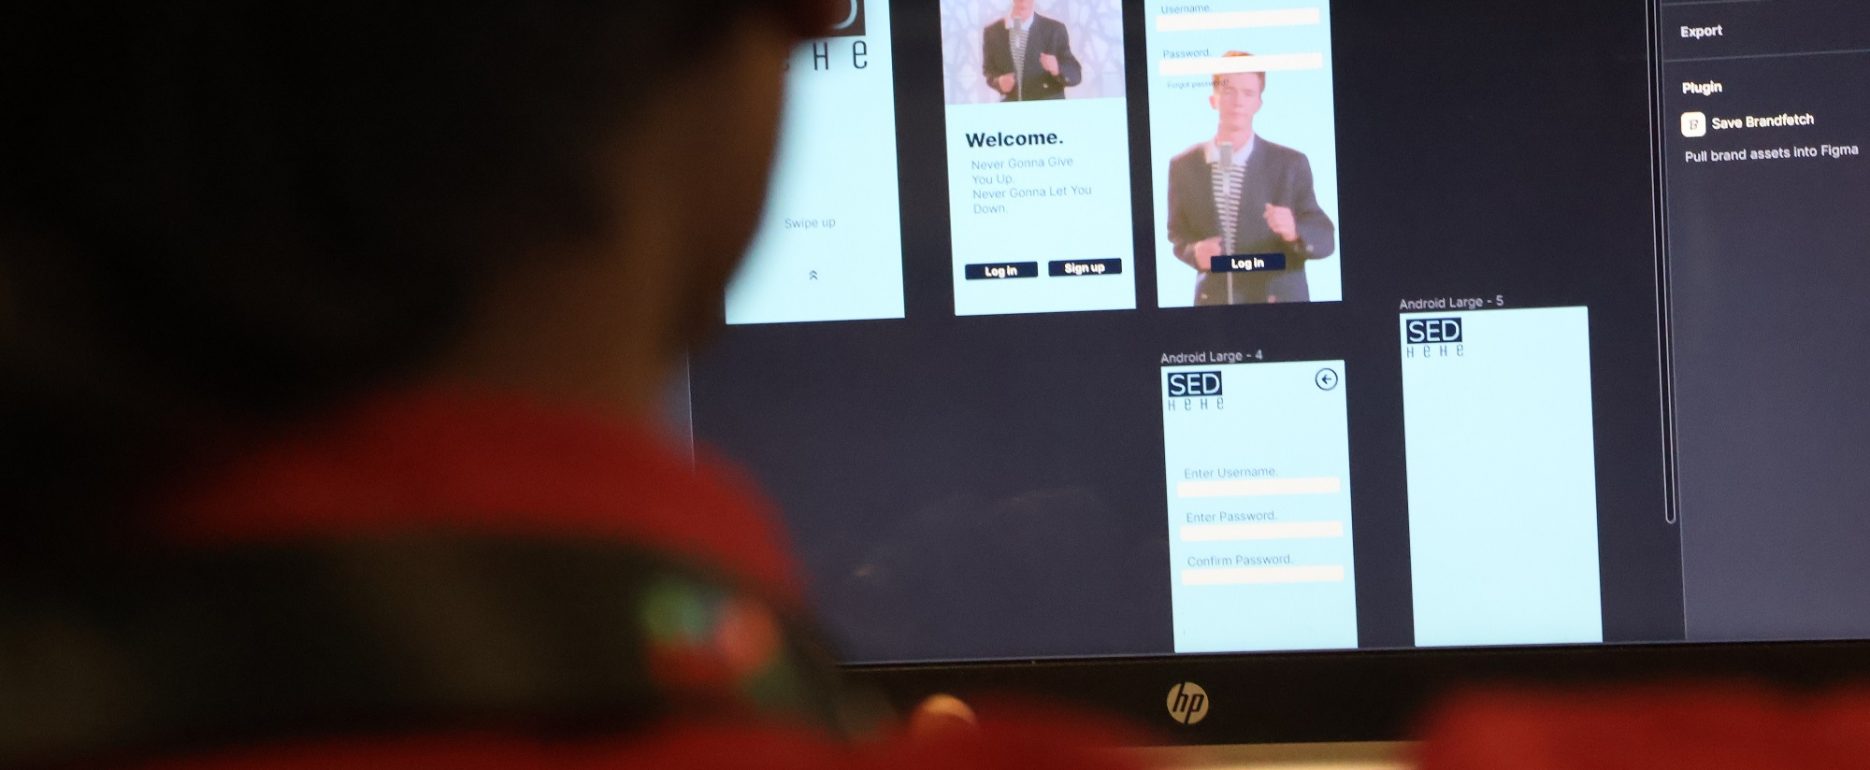 H e
Swipe up
Welcome.
Never Gonna Give
You Up.
Never Gonna Let You
Down.
Log in
Sign up
Username.
Password.
Forgot password?
Log in
Android Large - 4
SED
H e H e
Enter Username.
Enter Password.
Confirm Password.
Android Large - 5
SED
H e H e
Export
Plugin
Save Brandfetch
Pull brand assets into Figma
hp